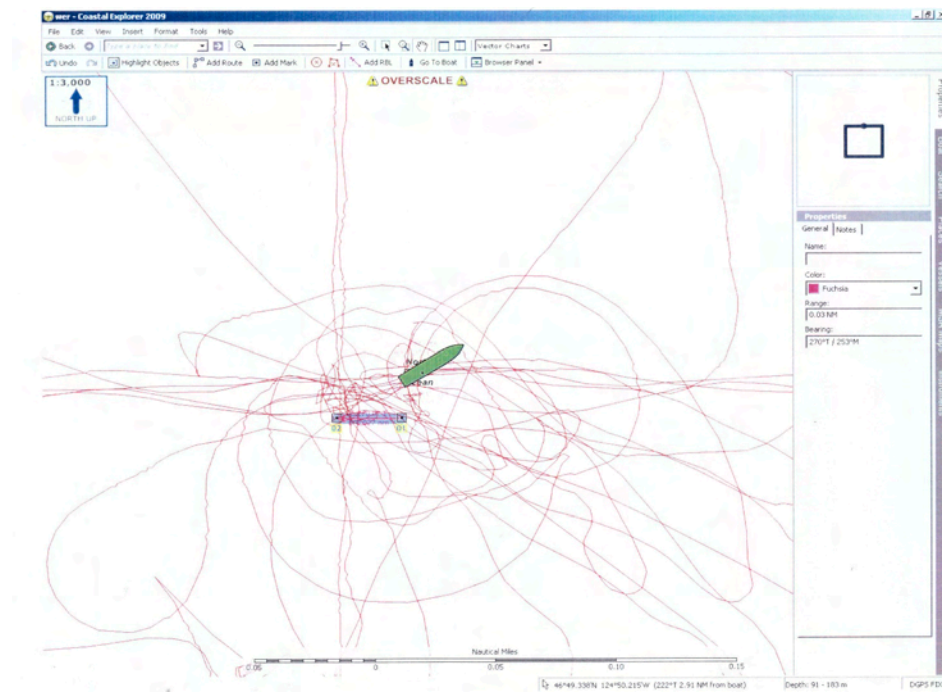 wer - Coastal Explorer 2009
File Edit View Insert Format Tools Help
Back Vector Charts
Undo Highlight Objects Add Route Add Mark Add RBL Go To Boat Browser Panel
1:3,000
NORTH UP
OVERSCALE
Properties
General Notes
Name:
Color:
Fuchsia
Range:
0.03 NM
Bearing:
270°T / 253°M
02 01
Nautical Miles
0.06 0 0.05 0.10 0.15
46°49.338'N 124°50.215'W (222°T 2.91 NM from boat) Depth: 91 - 183 m